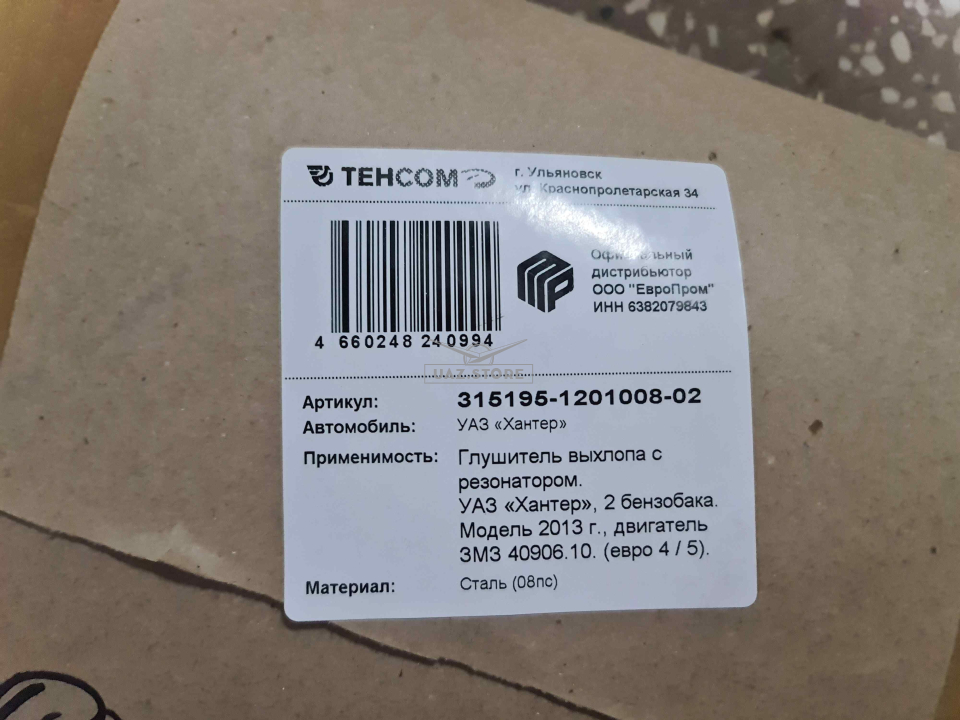 ТЕНСОМ
г. Ульяновск
ул. Краснопролетарская 34
Официальный
дистрибьютор
ООО "ЕвроПром"
ИНН 6382079843
4 660248 240994
UAZ.STORE
Артикул: 315195-1201008-02
Автомобиль: УАЗ «Хантер»
Применимость: Глушитель выхлопа с
резонатором.
УАЗ «Хантер», 2 бензобака.
Модель 2013 г., двигатель
ЗМЗ 40906.10. (евро 4 / 5).
Материал: Сталь (08пс)